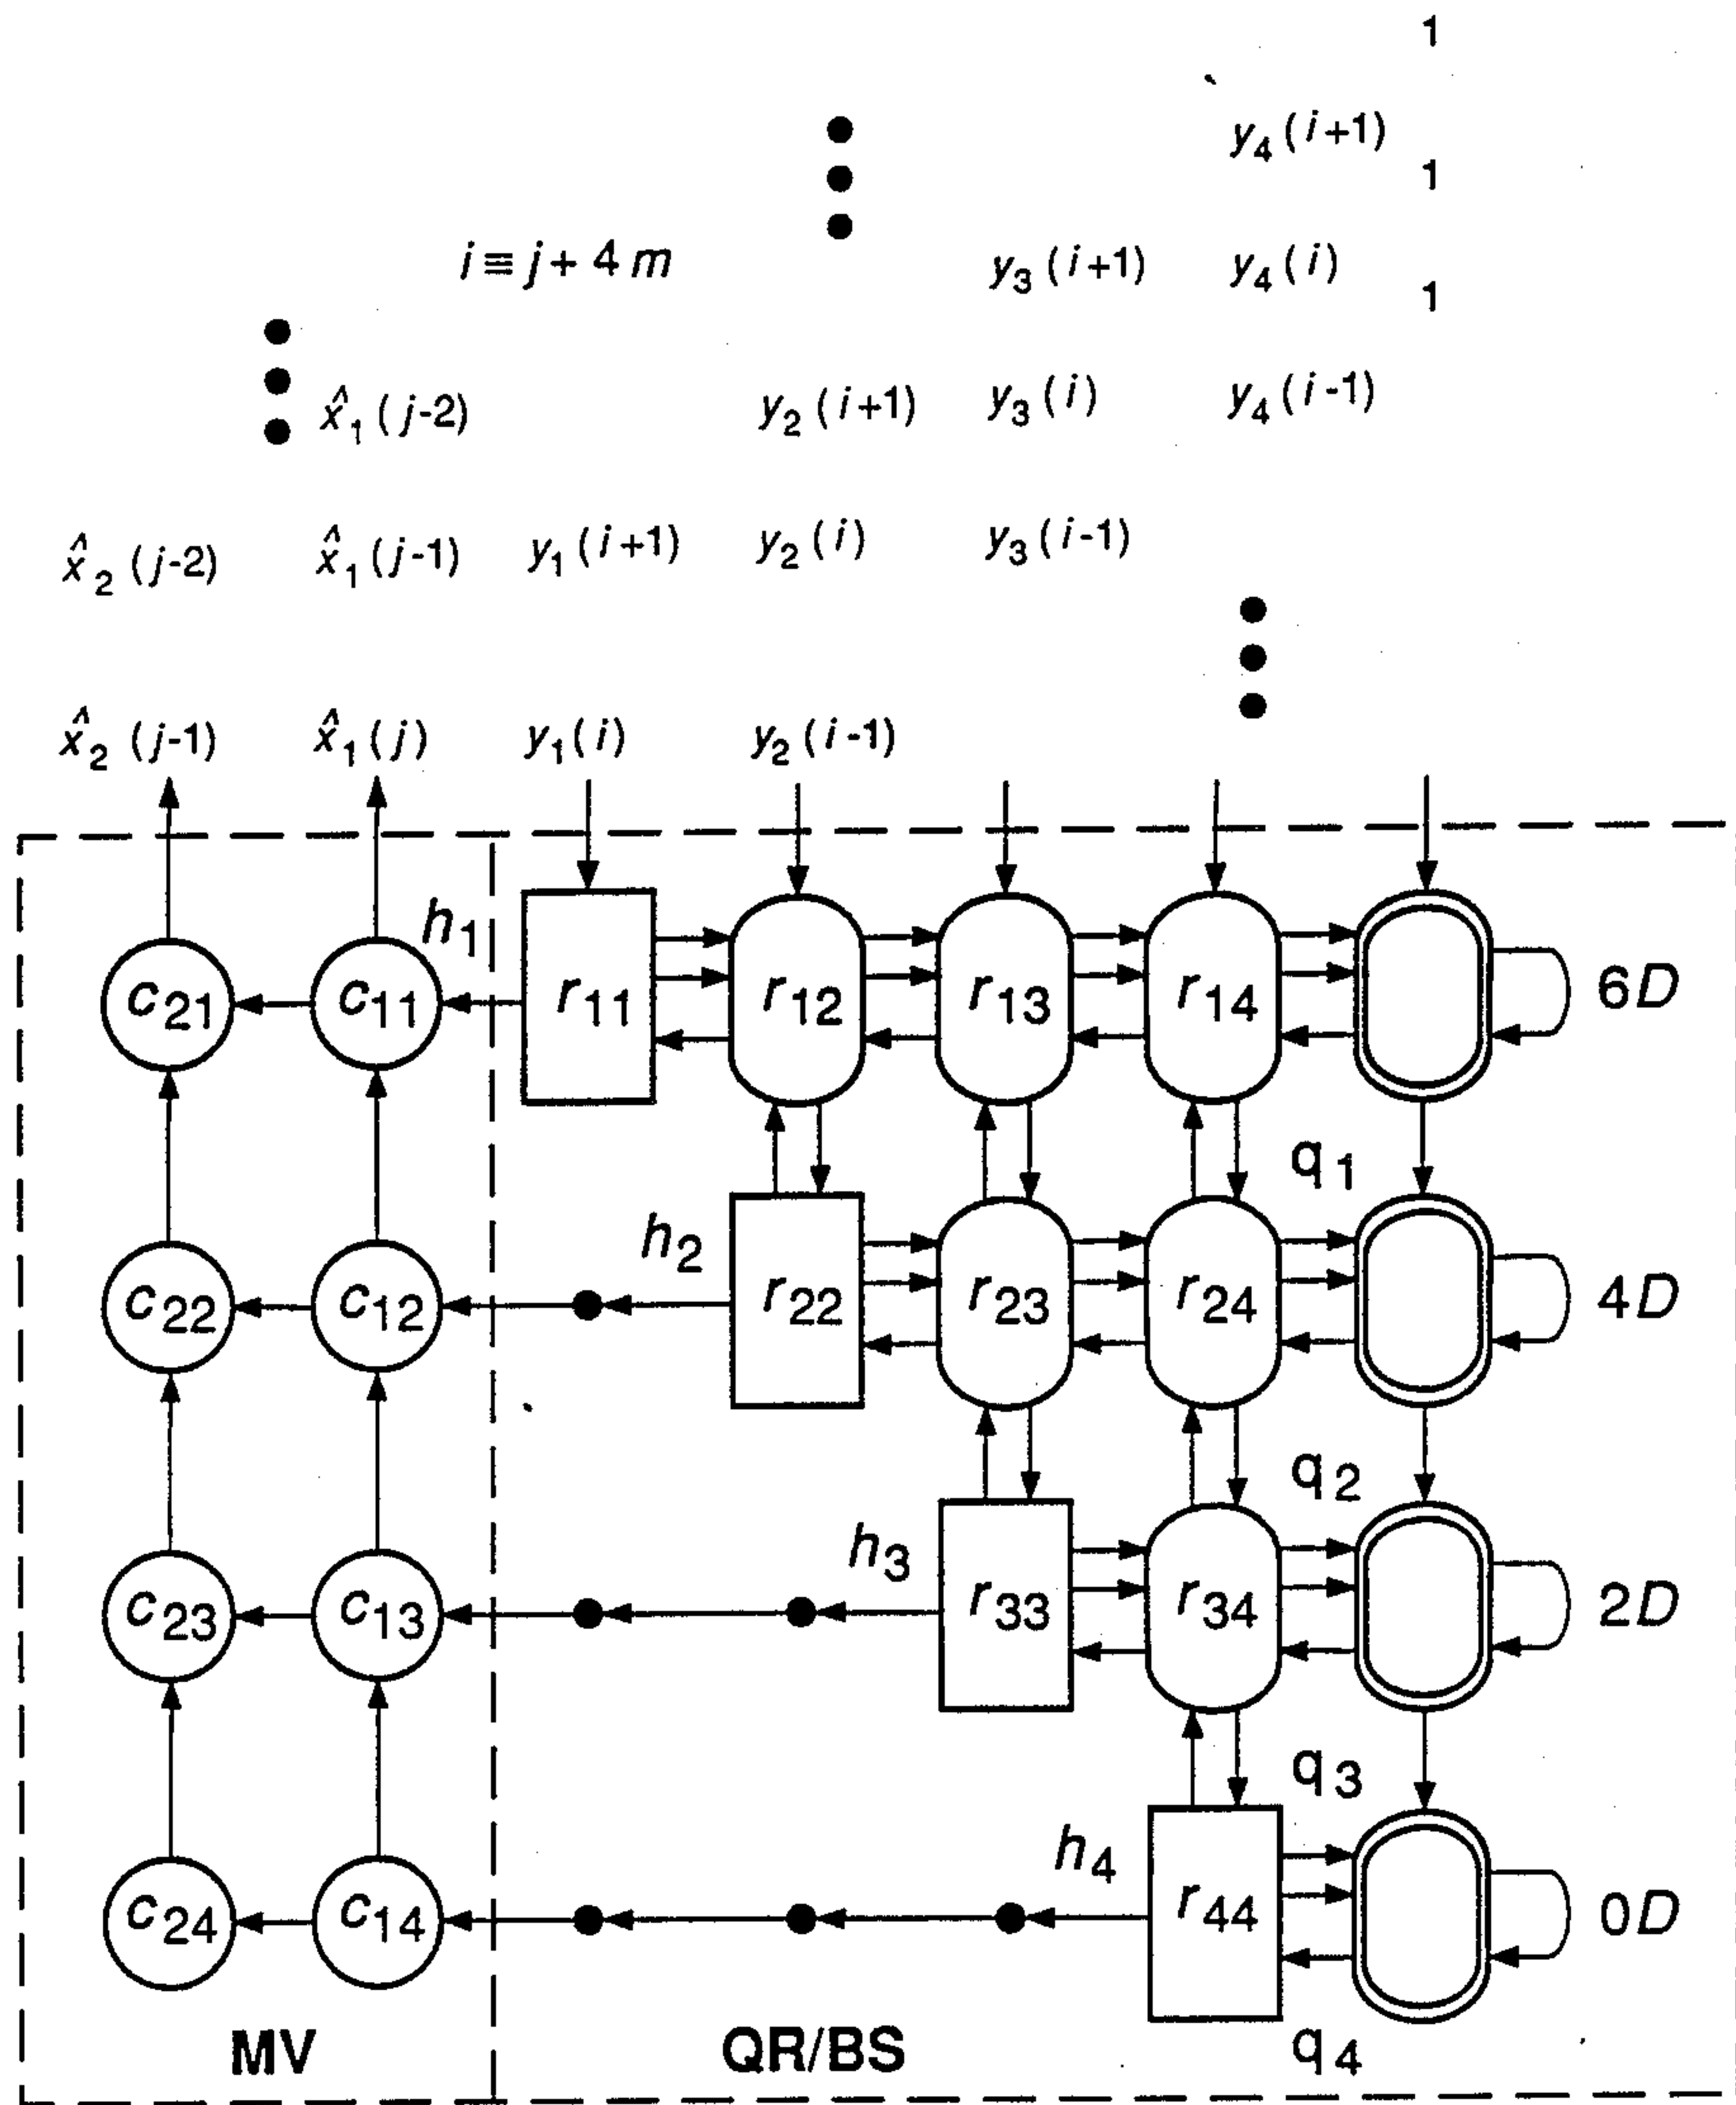 1
y4 (i+1)
1
i ≡ j + 4 m
y3 (i+1) y4 (i)
1
x̂1 (j-2) y2 (i+1) y3 (i) y4 (i-1)
x̂2 (j-2) x̂1 (j-1) y1 (i+1) y2 (i) y3 (i-1)
x̂2 (j-1) x̂1 (j) y1 (i) y2 (i-1)
h1
c21 c11 r11 r12 r13 r14 6D
q1
h2
c22 c12 r22 r23 r24 4D
q2
h3
c23 c13 r33 r34 2D
q3
h4
c24 c14 r44 0D
MV QR/BS q4